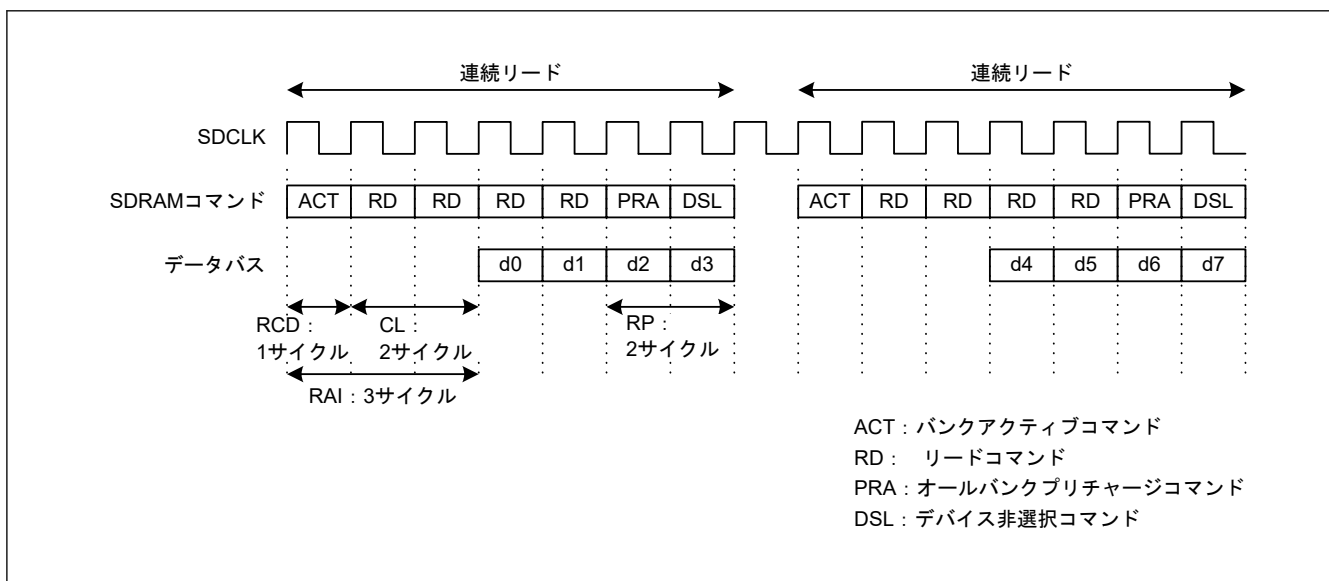 連続リード 連続リード
SDCLK
SDRAMコマンド ACT RD RD RD RD PRA DSL ACT RD RD RD RD PRA DSL
データバス d0 d1 d2 d3 d4 d5 d6 d7
RCD：
1サイクル
CL：
2サイクル
RP：
2サイクル
RAI：3サイクル
ACT：バンクアクティブコマンド
RD： リードコマンド
PRA：オールバンクプリチャージコマンド
DSL：デバイス非選択コマンド